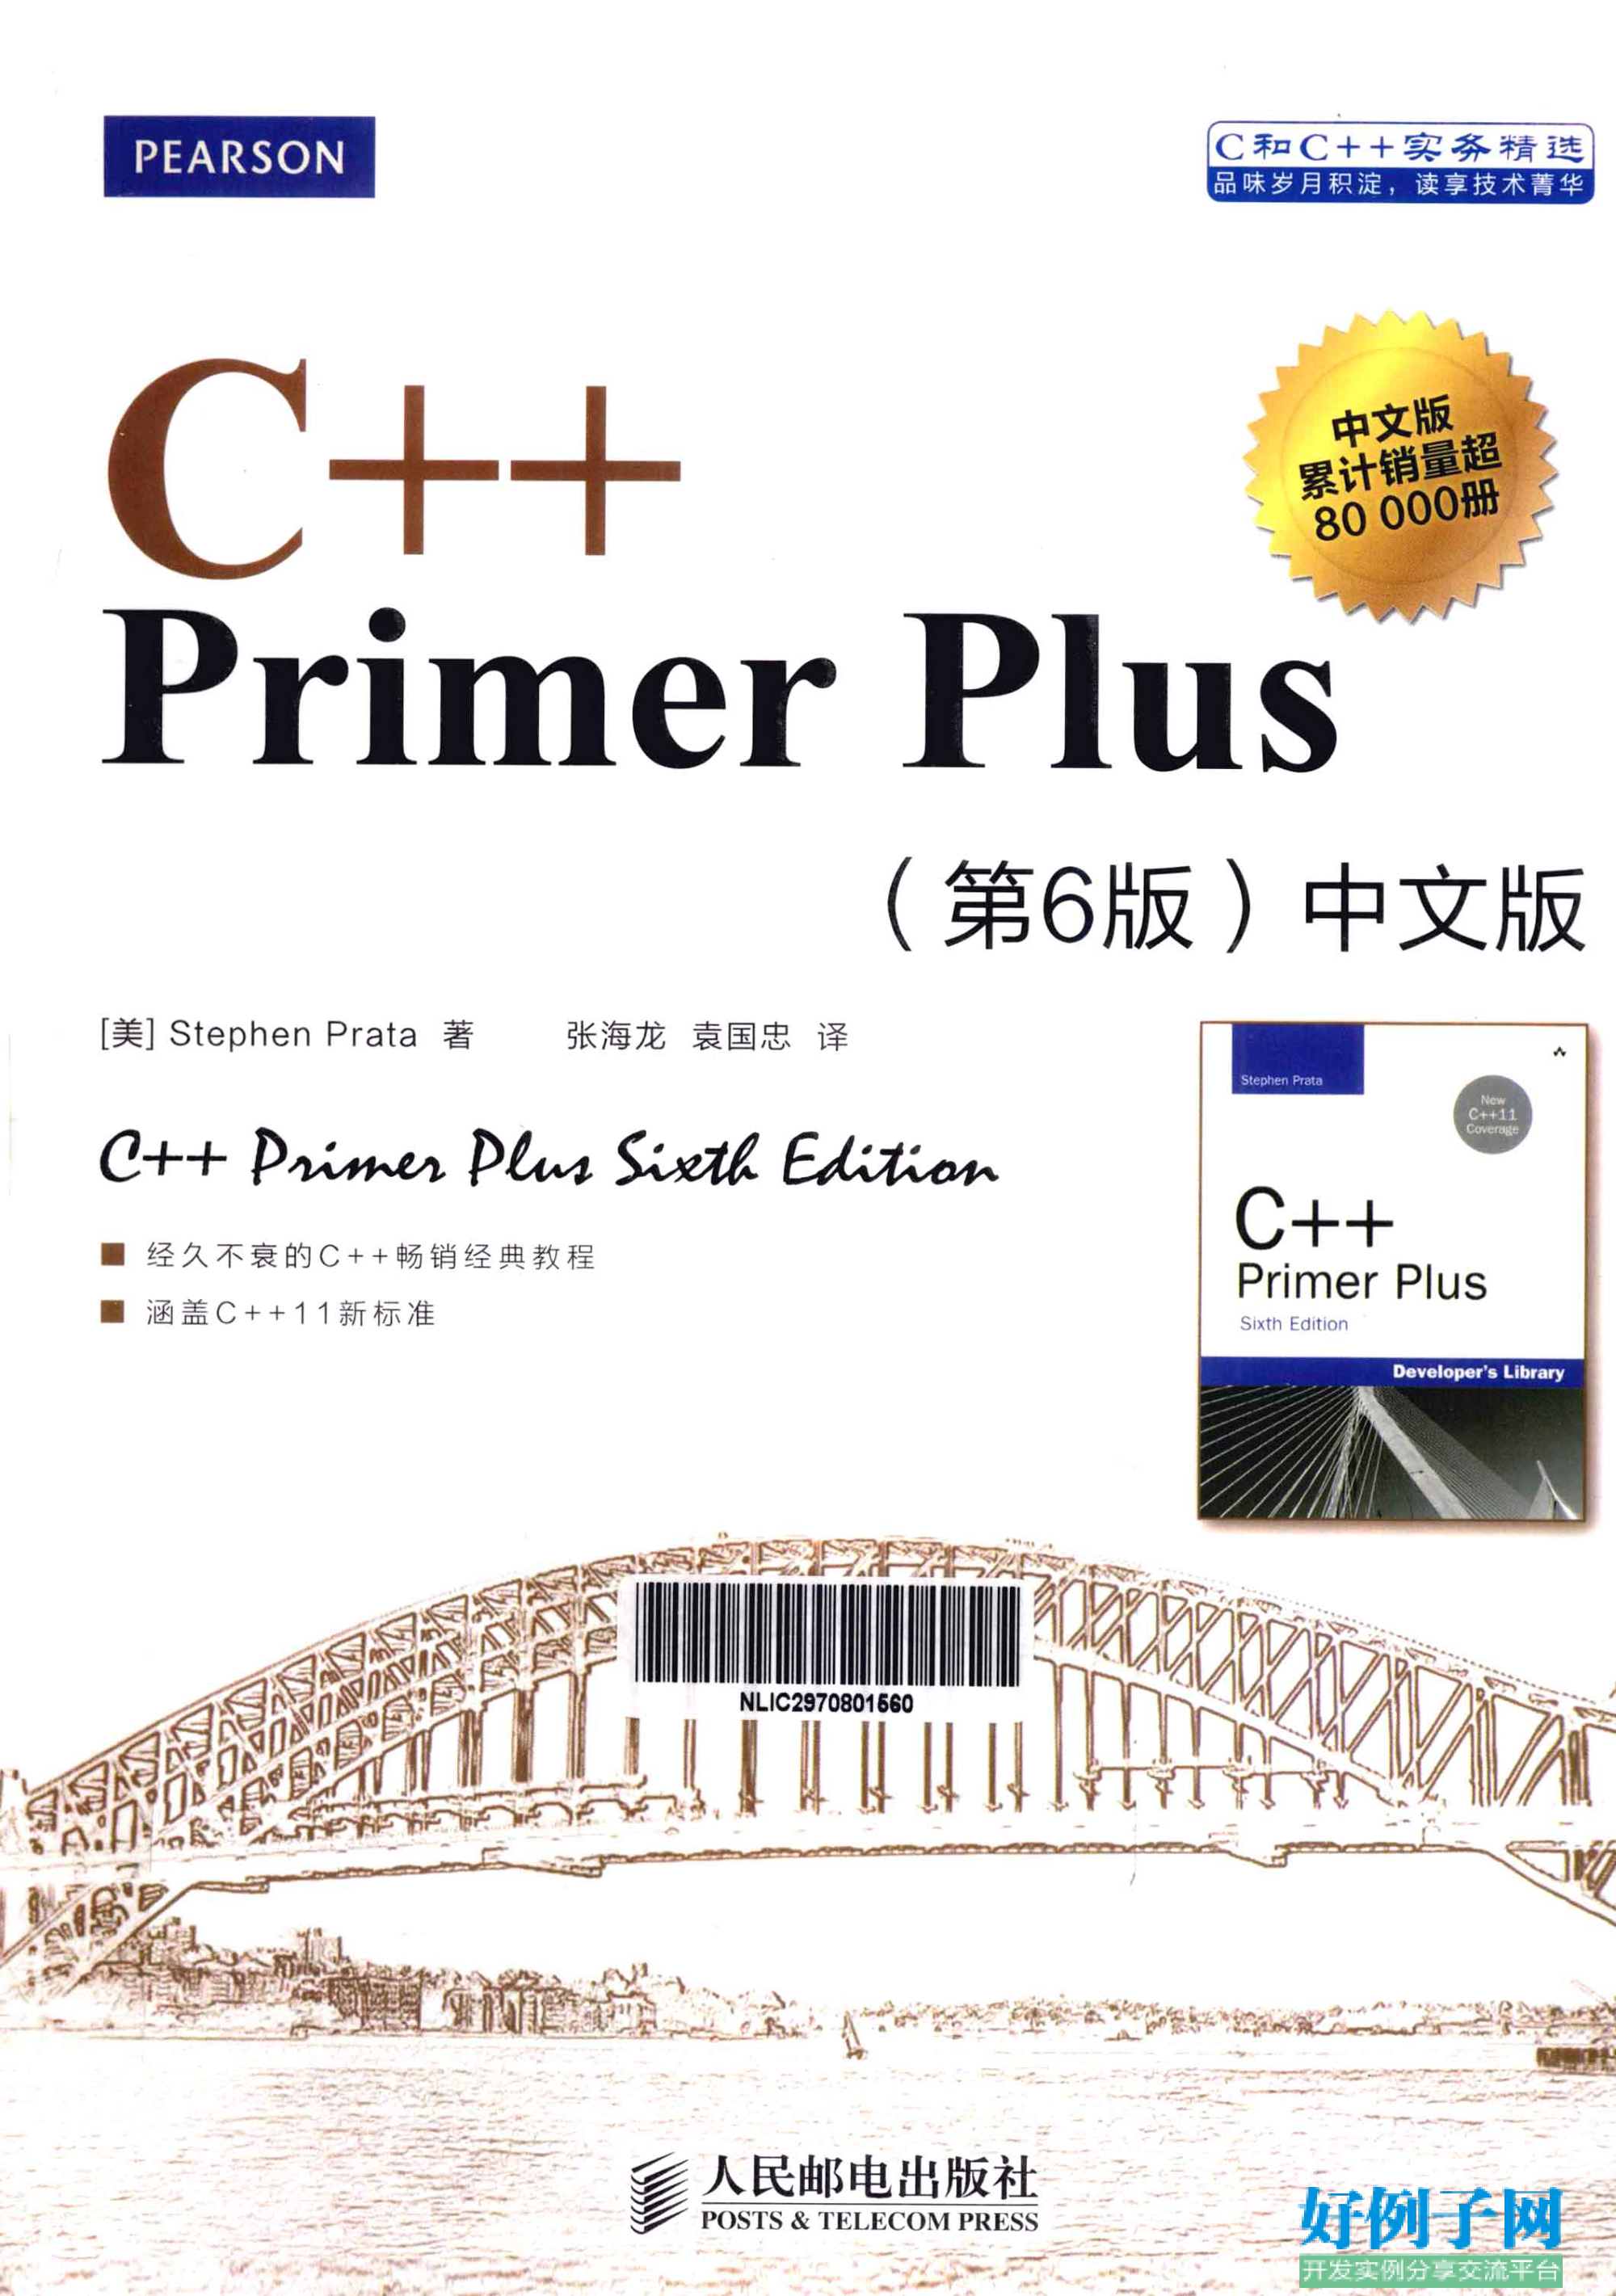 PEARSON
C和C++实务精选
品味岁月积淀，读享技术菁华
C++
中文版
累计销量超
80 000册
Primer Plus
（第6版）中文版
[美] Stephen Prata 著 张海龙 袁国忠 译
C++ Primer Plus Sixth Edition
■ 经久不衰的C++畅销经典教程
■ 涵盖C++11新标准
Stephen Prata
New
C++11
Coverage
C++
Primer Plus
Sixth Edition
Developer's Library
NLIC2970801560
人民邮电出版社
POSTS & TELECOM PRESS
好例子网
开发实例分享交流平台